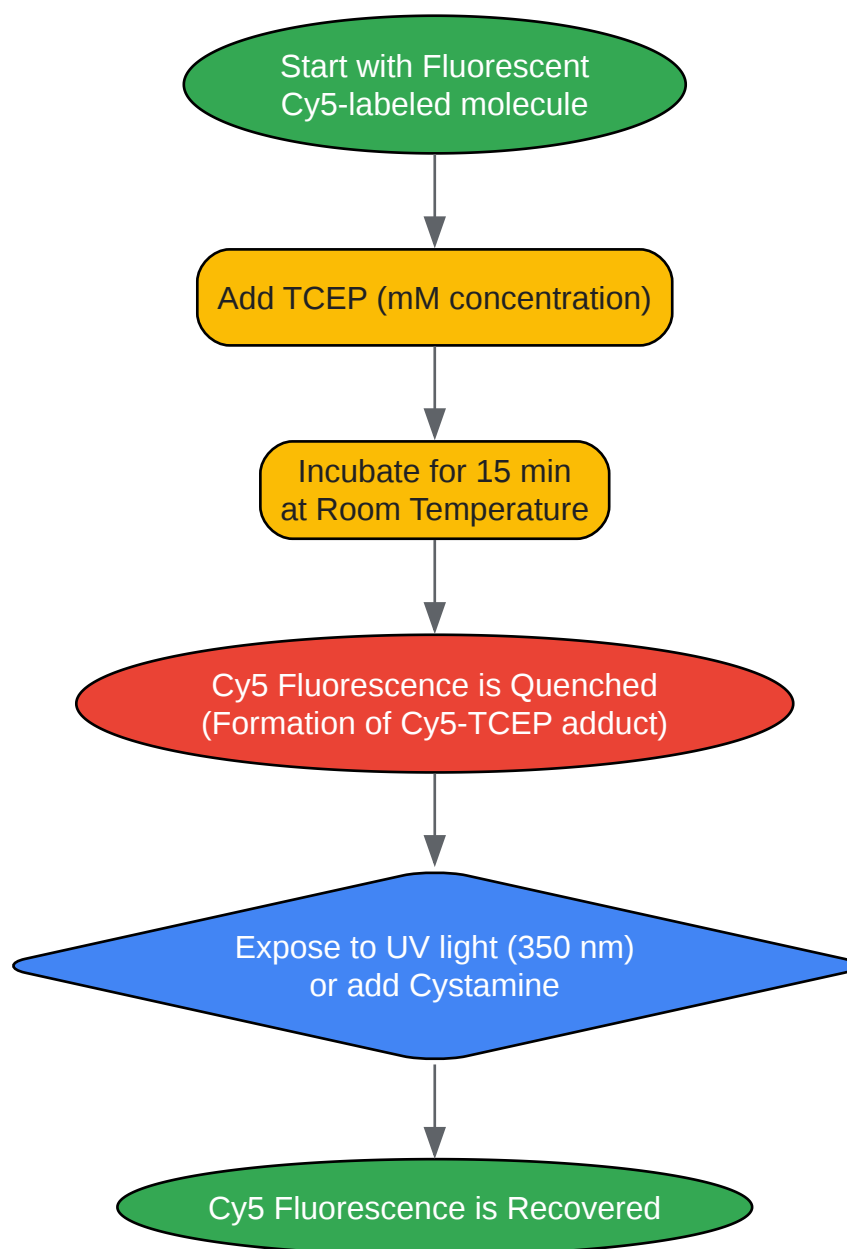 Start with Fluorescent
Cy5-labeled molecule
Add TCEP (mM concentration)
Incubate for 15 min
at Room Temperature
Cy5 Fluorescence is Quenched
(Formation of Cy5-TCEP adduct)
Expose to UV light (350 nm)
or add Cystamine
Cy5 Fluorescence is Recovered